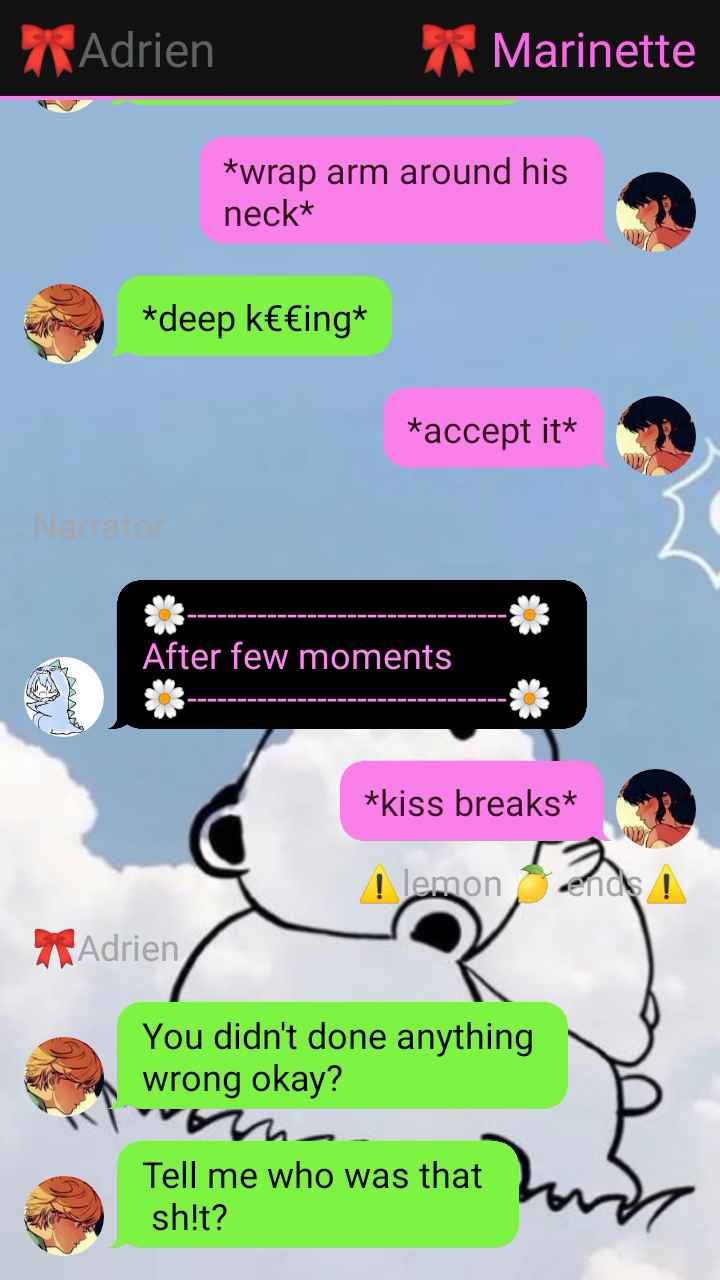 🎀Adrien
🎀 Marinette
*wrap arm around his
neck*
*deep k€€ing*
*accept it*
Narrator
🌼--------------------------------🌼
After few moments
🌼--------------------------------🌼
*kiss breaks*
⚠️lemon 🍋 ends⚠️
🎀Adrien
You didn't done anything
wrong okay?
Tell me who was that
sh!t?